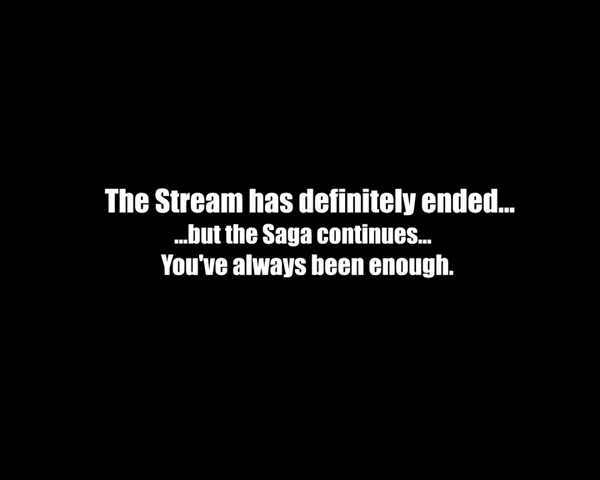 The Stream has definitely ended...
...but the Saga continues...
You've always been enough.